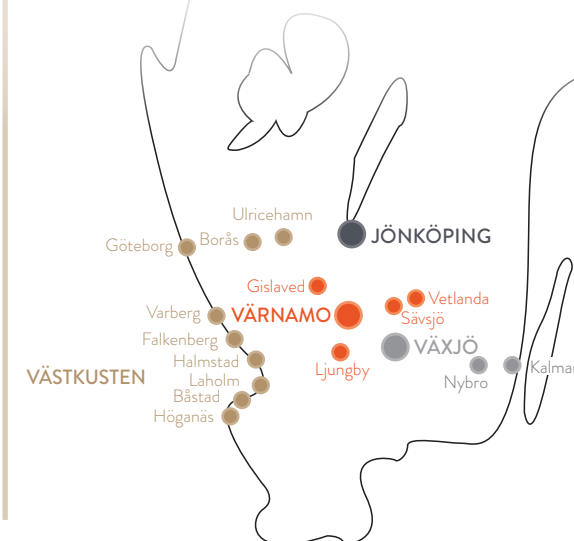 Ulricehamn
Göteborg
Borås
JÖNKÖPING
Gislaved
Vetlanda
Varberg
VÄRNAMO
Sävsjö
Falkenberg
VÄXJÖ
Halmstad
Ljungby
Kalmar
VÄSTKUSTEN
Laholm
Nybro
Båstad
Höganäs